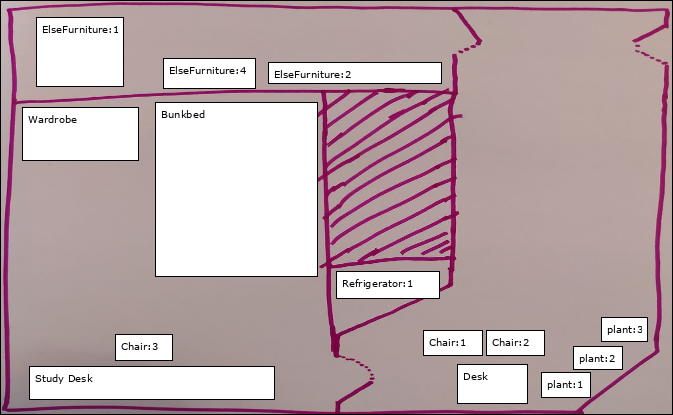 ElseFurniture:1
ElseFurniture:4
ElseFurniture:2
Wardrobe
Bunkbed
Refrigerator:1
Chair:3
Chair:1
Chair:2
plant:3
plant:2
Study Desk
Desk
plant:1